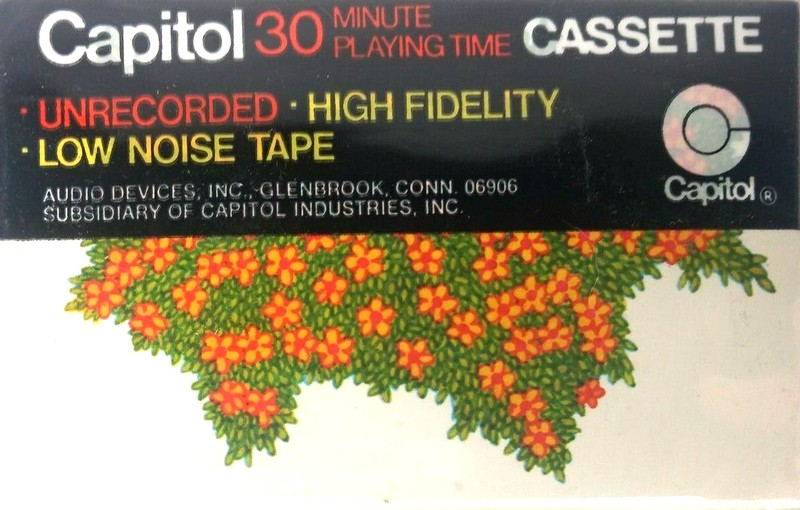 Capitol 30 MINUTE PLAYING TIME CASSETTE
· UNRECORDED · HIGH FIDELITY
· LOW NOISE TAPE
AUDIO DEVICES, INC., GLENBROOK, CONN. 06906
SUBSIDIARY OF CAPITOL INDUSTRIES, INC.
Capitol ®